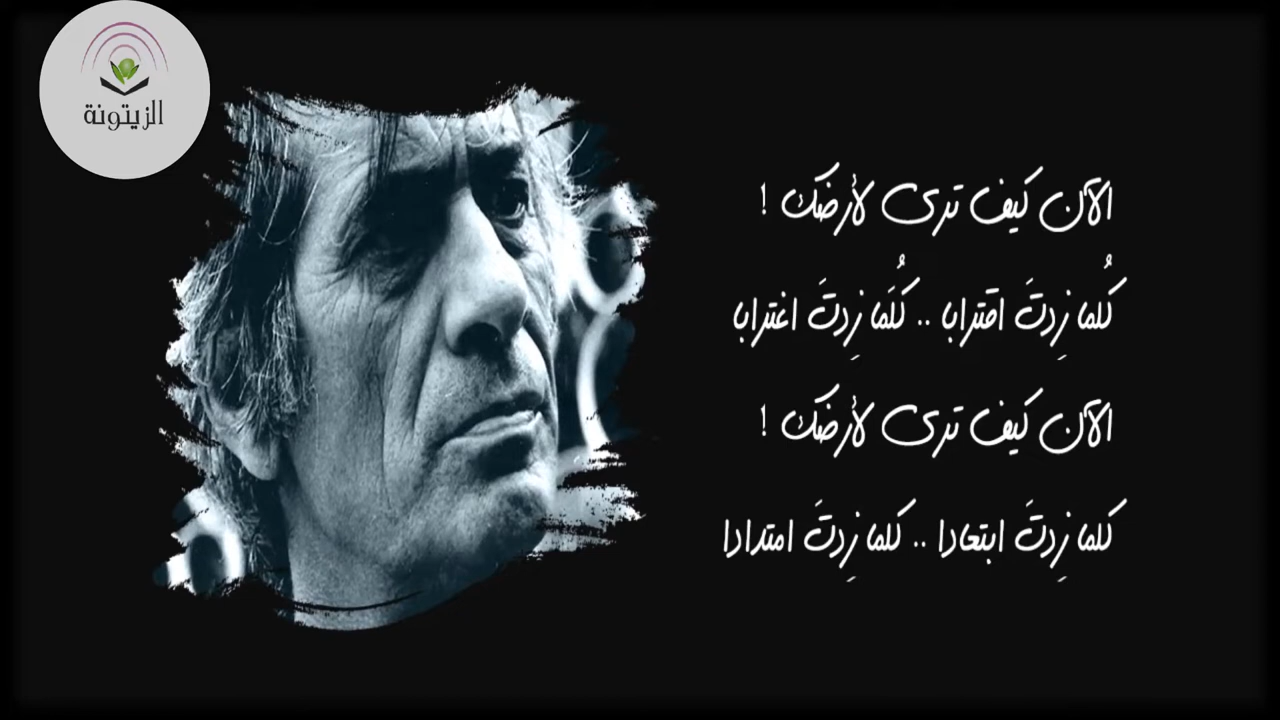 الزيتونة
الآن كيف ترى لأرضك !
كُلما زِدتَ اقترابا .. كُلَما زِدتَ اغترابا
الآن كيف ترى لأرضك !
كلما زِدتَ ابتعادا .. كلما زِدتَ امتدادا